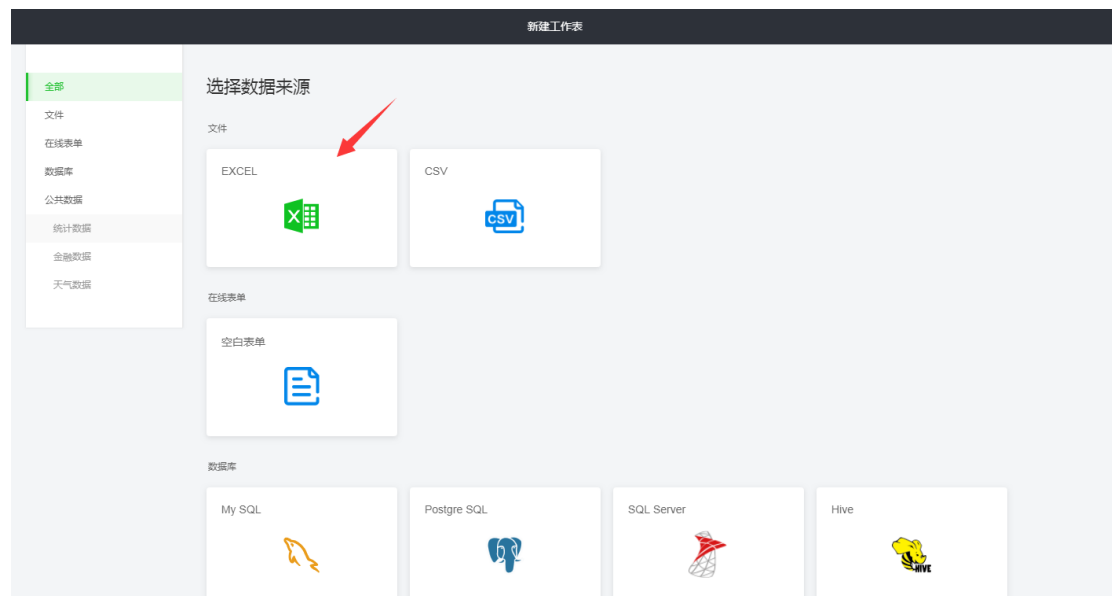 新建工作表
全部
文件
在线表单
数据库
公共数据
统计数据
金融数据
天气数据
选择数据来源
文件
EXCEL
CSV
CSV
在线表单
空白表单
数据库
My SQL
Postgre SQL
SQL Server
Hive
HIVE